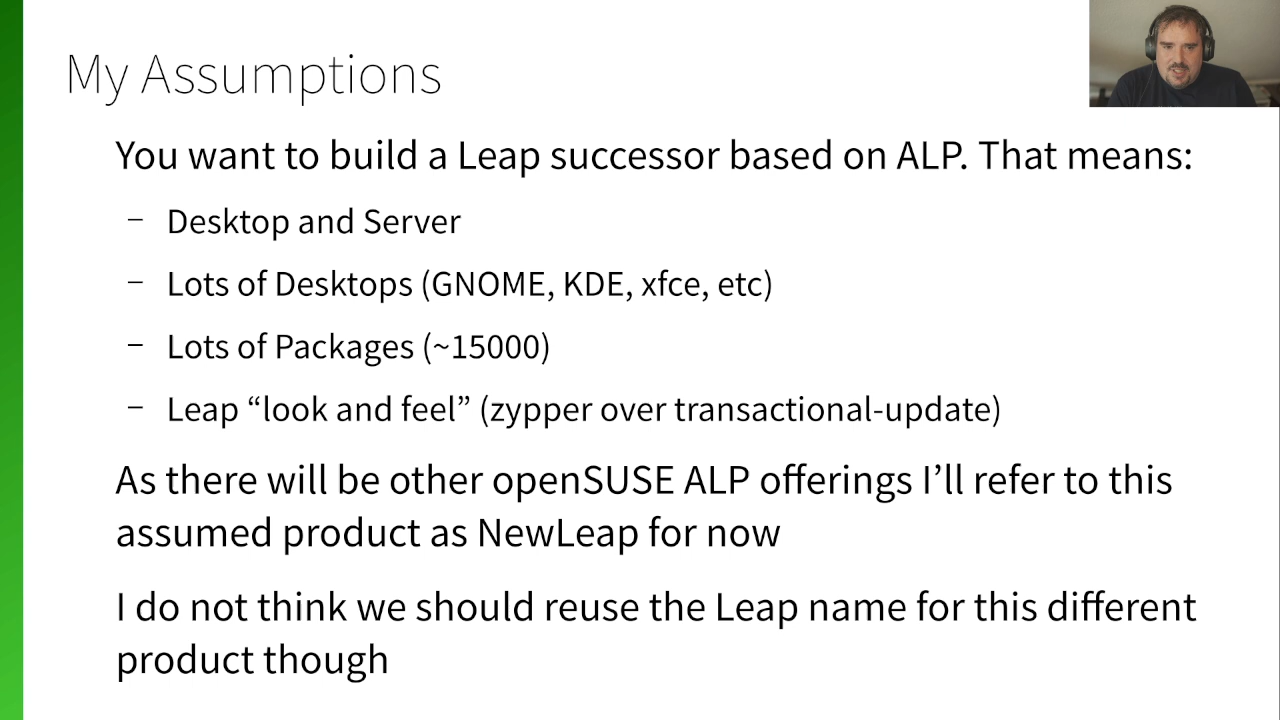 My Assumptions
You want to build a Leap successor based on ALP. That means:
– Desktop and Server
– Lots of Desktops (GNOME, KDE, xfce, etc)
– Lots of Packages (~15000)
– Leap “look and feel” (zypper over transactional-update)
As there will be other openSUSE ALP offerings I’ll refer to this
assumed product as NewLeap for now
I do not think we should reuse the Leap name for this different
product though